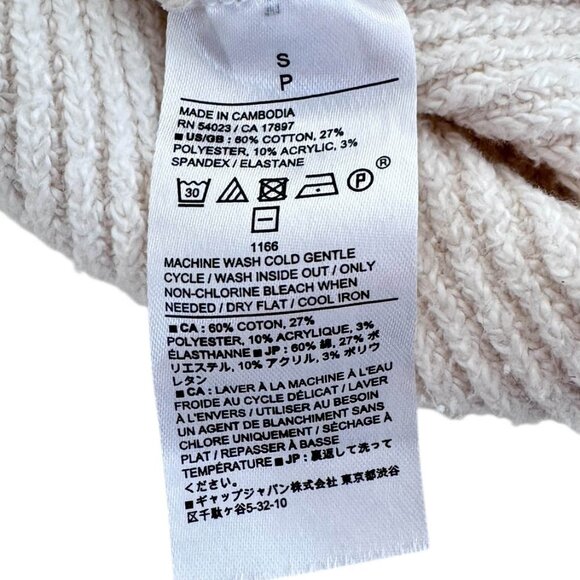 S
P
MADE IN CAMBODIA
RN 54023 / CA 17897
■ US/GB : 60% COTTON, 27%
POLYESTER, 10% ACRYLIC, 3%
SPANDEX / ELASTANE
30 P ®
1166
MACHINE WASH COLD GENTLE
CYCLE / WASH INSIDE OUT / ONLY
NON-CHLORINE BLEACH WHEN
NEEDED / DRY FLAT / COOL IRON
■ CA : 60% COTON, 27%
POLYESTER, 10% ACRYLIQUE, 3%
ÉLASTHANNE ■ JP : 60% 綿, 27% ポ
リエステル, 10% アクリル, 3% ポリウ
レタン
■ CA : LAVER À LA MACHINE À L'EAU
FROIDE AU CYCLE DÉLICAT / LAVER
À L'ENVERS / UTILISER AU BESOIN
UN AGENT DE BLANCHIMENT SANS
CHLORE UNIQUEMENT / SÉCHAGE À
PLAT / REPASSER À BASSE
TEMPÉRATURE ■ JP : 裏返して洗って
ください。
■ ギャップジャパン株式会社 東京都渋谷
区千駄ヶ谷5-32-10